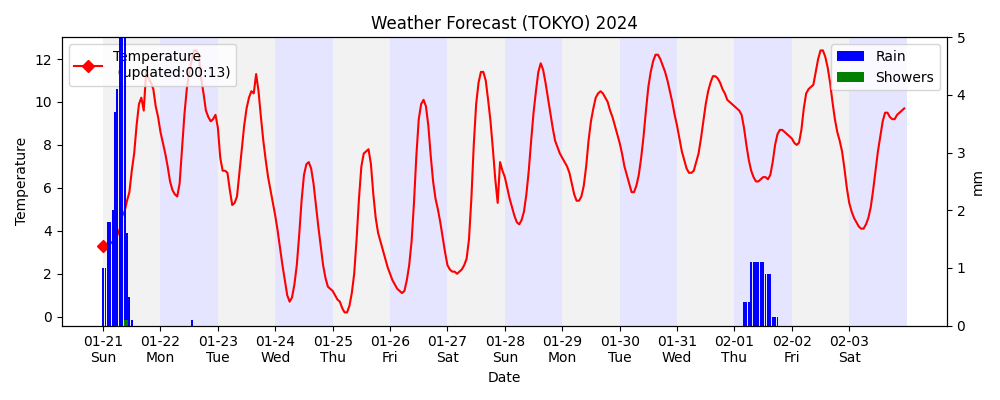 Weather Forecast (TOKYO) 2024
Temperature
(updated:00:13)
Rain
Showers
Temperature
12
10
8
6
4
2
0
5
4
3
2
1
0
mm
01-21 01-22 01-23 01-24 01-25 01-26 01-27 01-28 01-29 01-30 01-31 02-01 02-02 02-03
Sun Mon Tue Wed Thu Fri Sat Sun Mon Tue Wed Thu Fri Sat
Date